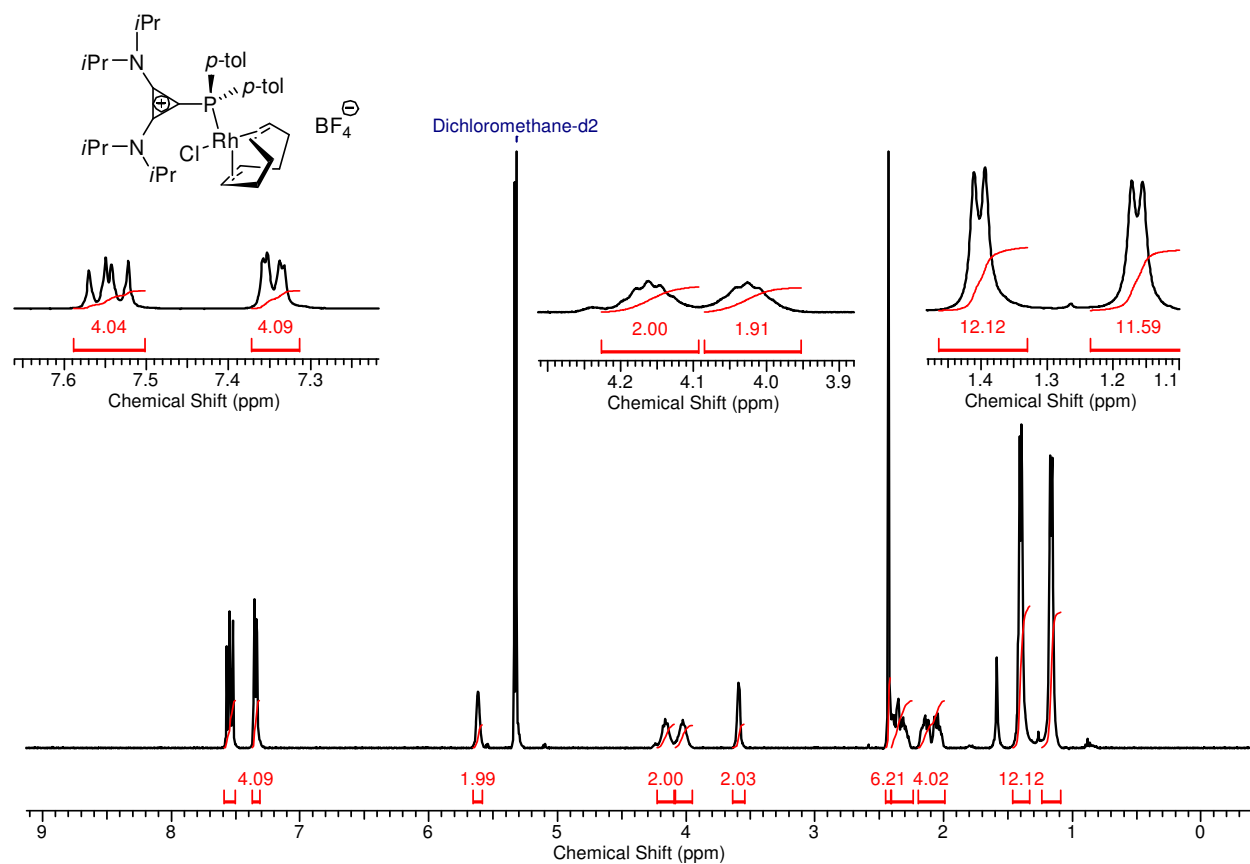 iPr
iPr
N
p-tol
p-tol
+
P
BF4⊖
Rh
Cl
iPr
N
iPr
Dichloromethane-d2
4.04
4.09
7.6 7.5 7.4 7.3
Chemical Shift (ppm)
2.00
1.91
4.2 4.1 4.0 3.9
Chemical Shift (ppm)
12.12
11.59
1.4 1.3 1.2 1.1
Chemical Shift (ppm)
4.09 1.99 2.00 2.03 6.21 4.02 12.12
9 8 7 6 5 4 3 2 1 0
Chemical Shift (ppm)